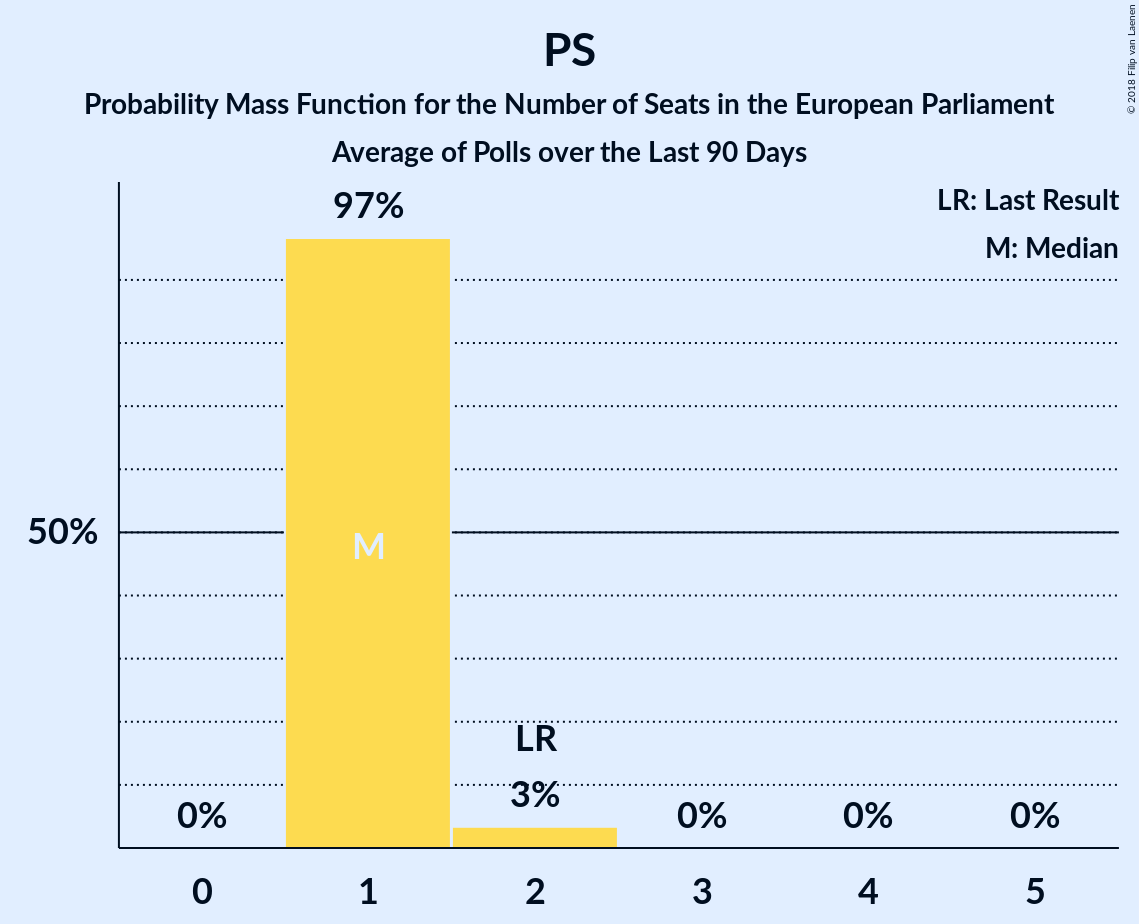 PS
Probability Mass Function for the Number of Seats in the European Parliament
Average of Polls over the Last 90 Days
© 2018 Filip van Laenen
LR: Last Result
M: Median
97%
50%
M
LR
0%
3%
0%
0%
0%
0
1
2
3
4
5